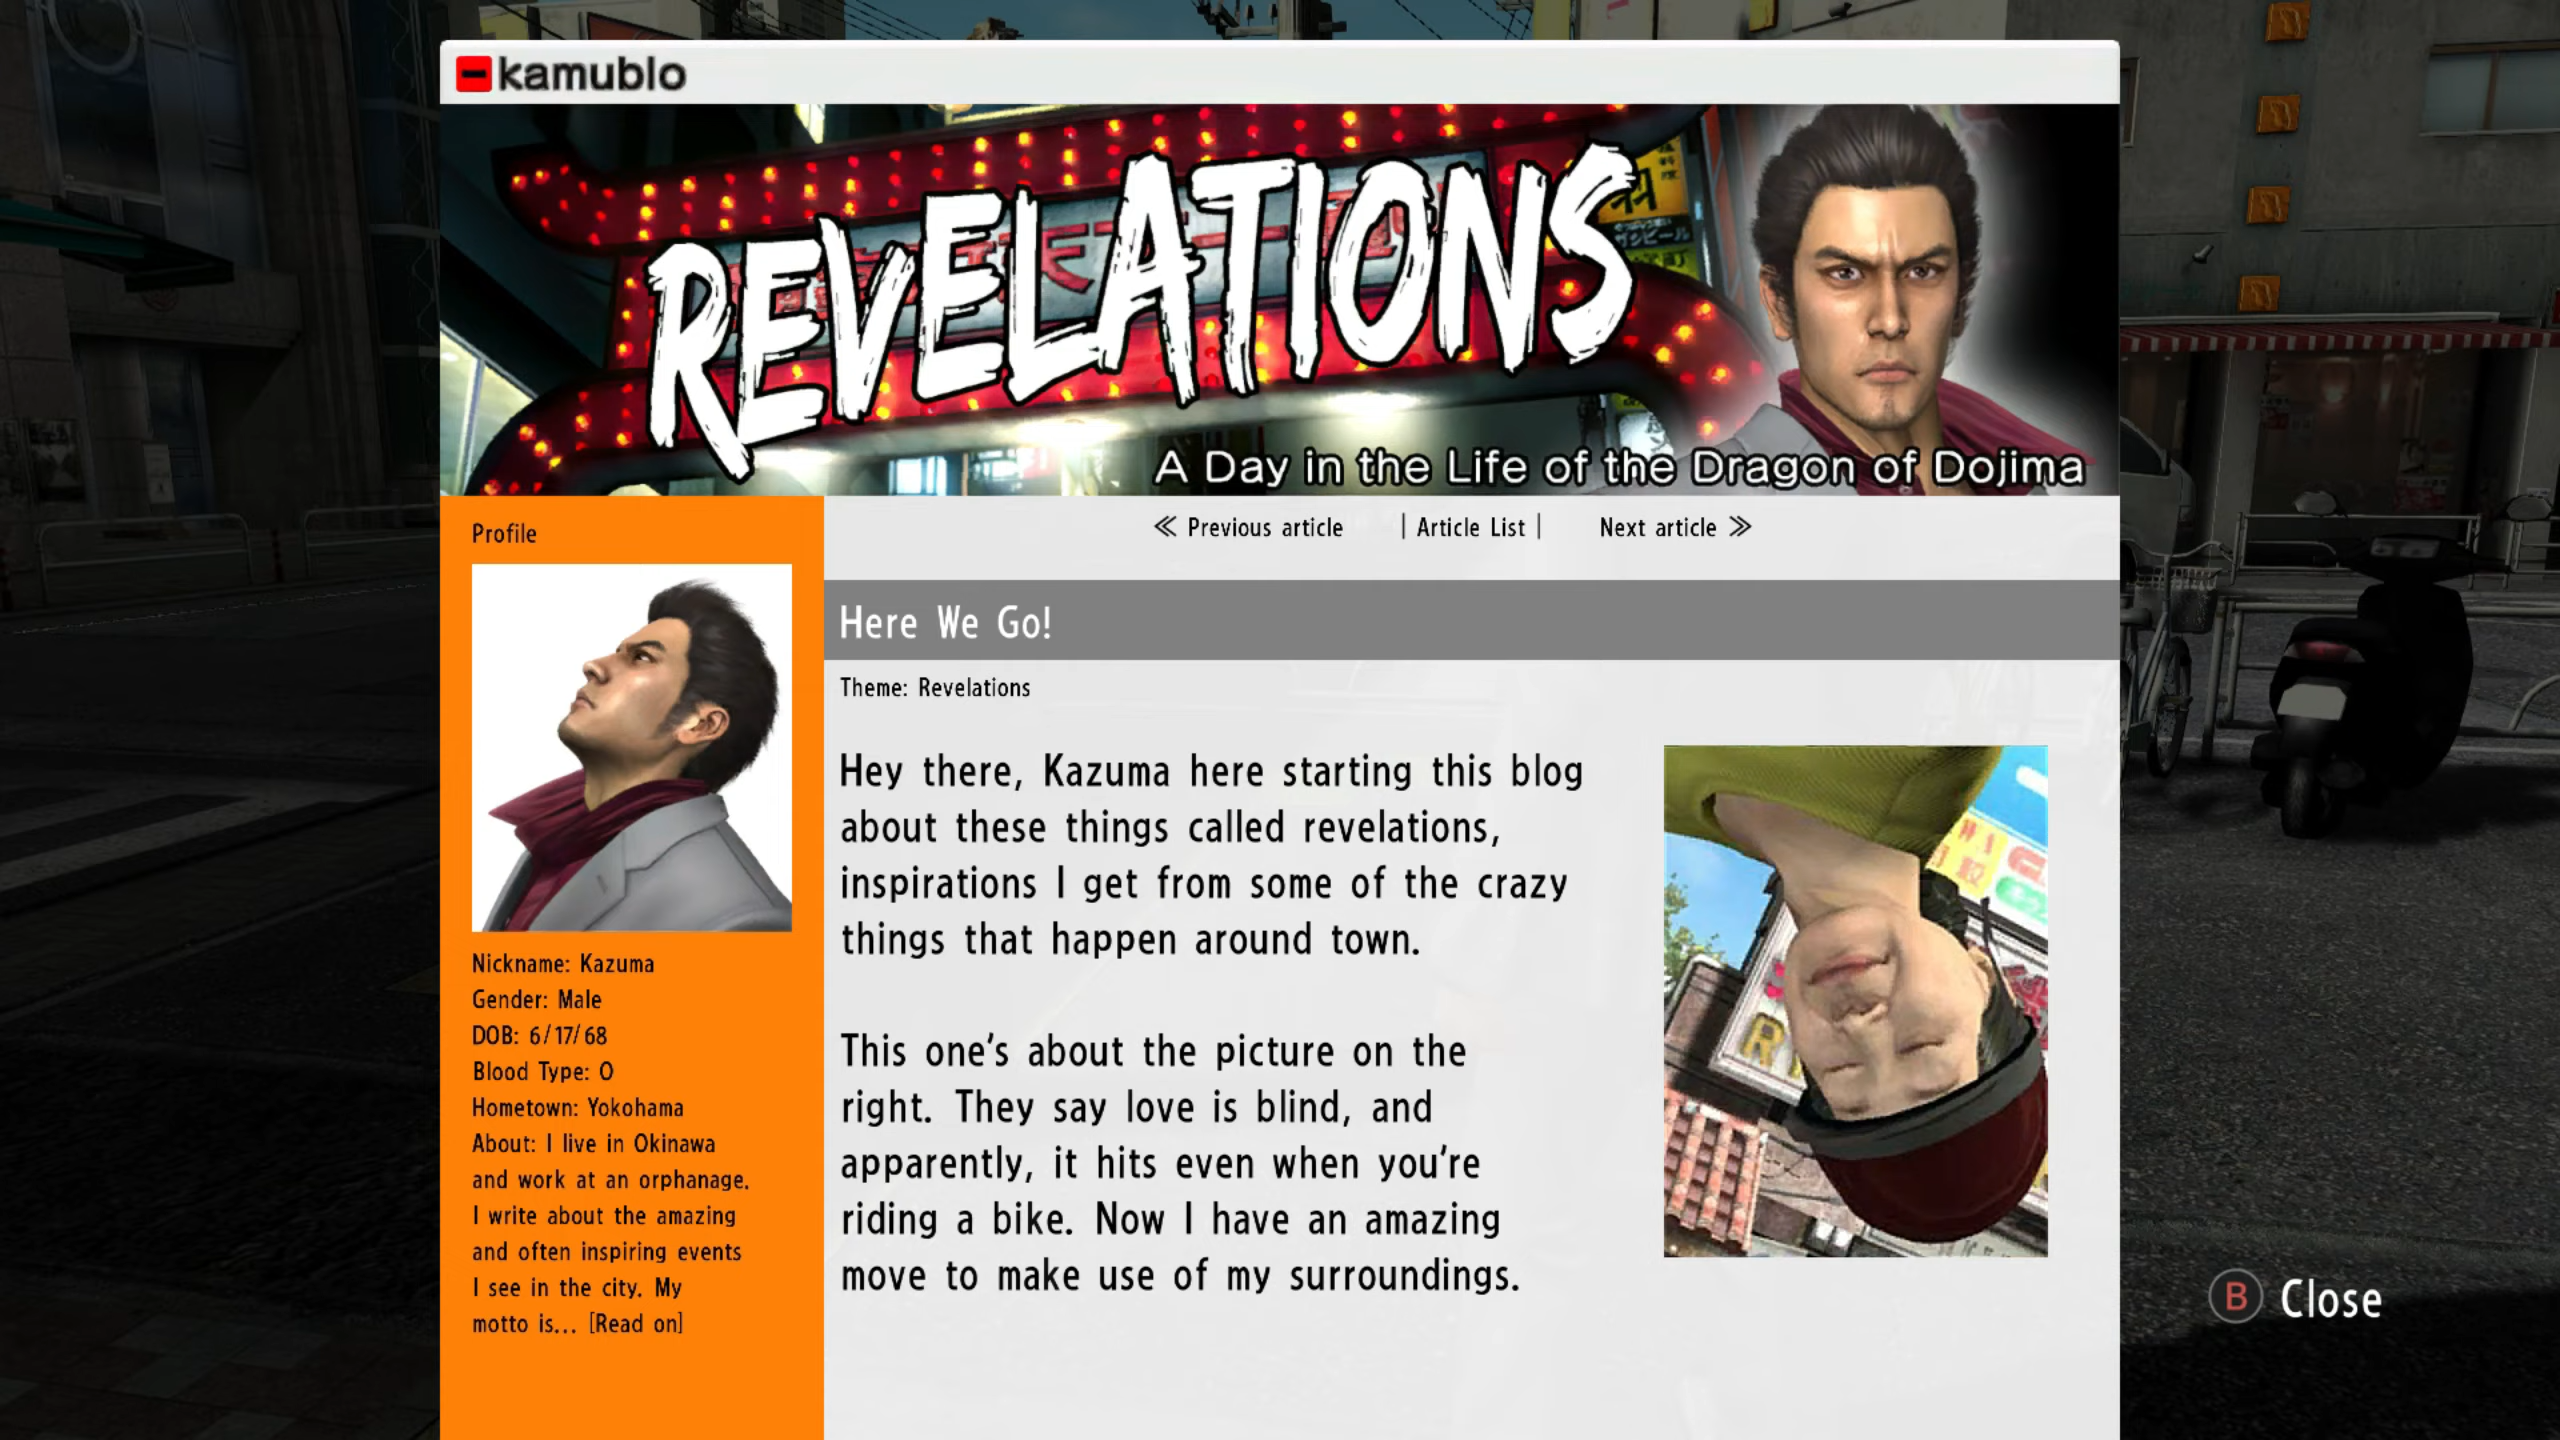 kamublo
REVELATIONS
A Day in the Life of the Dragon of Dojima
Profile
Nickname: Kazuma
Gender: Male
DOB: 6/17/68
Blood Type: O
Hometown: Yokohama
About: I live in Okinawa
and work at an orphanage.
I write about the amazing
and often inspiring events
I see in the city. My
motto is... [Read on]
≪ Previous article | Article List | Next article ≫
Here We Go!
Theme: Revelations
Hey there, Kazuma here starting this blog
about these things called revelations,
inspirations I get from some of the crazy
things that happen around town.
This one's about the picture on the
right. They say love is blind, and
apparently, it hits even when you're
riding a bike. Now I have an amazing
move to make use of my surroundings.
B Close